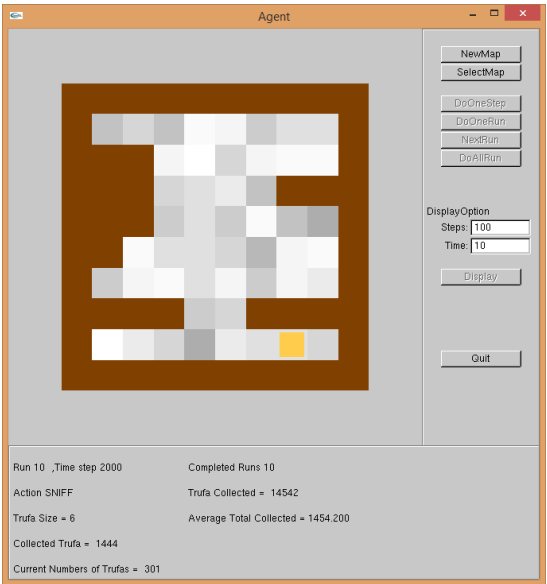 Agent
NewMap
SelectMap
DoOneStep
DoOneRun
NextRun
DoAllRun
DisplayOption
Steps: 100
Time: 10
Display
Quit
Run 10 ,Time step 2000 Completed Runs 10
Action SNIFF Trufa Collected = 14542
Trufa Size = 6 Average Total Collected = 1454.200
Collected Trufa = 1444
Current Numbers of Trufas = 301